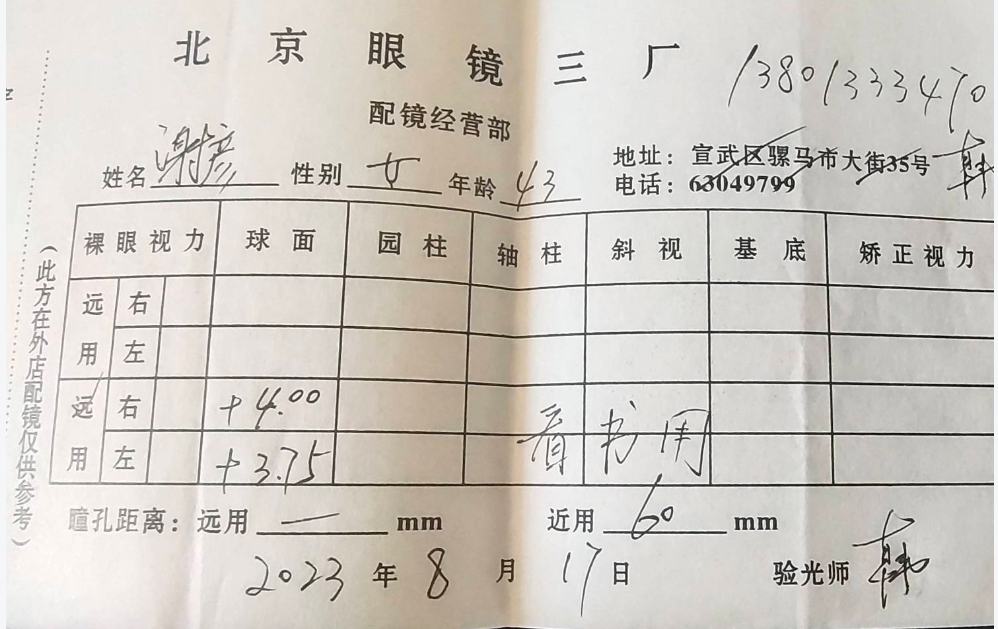 北京眼镜三厂
13801333470
配镜经营部
姓名 谢彦 性别 女 年龄 43
地址：宣武区骡马市大街35号 韩
电话：63049799
裸眼视力 球面 园柱 轴柱 斜视 基底 矫正视力
远用 右
左
远用 右 +4.00
左 +3.75
看书用
瞳孔距离：远用 — mm 近用 60 mm
2023 年 8 月 17 日 验光师 韩
（此方在外店配镜仅供参考）